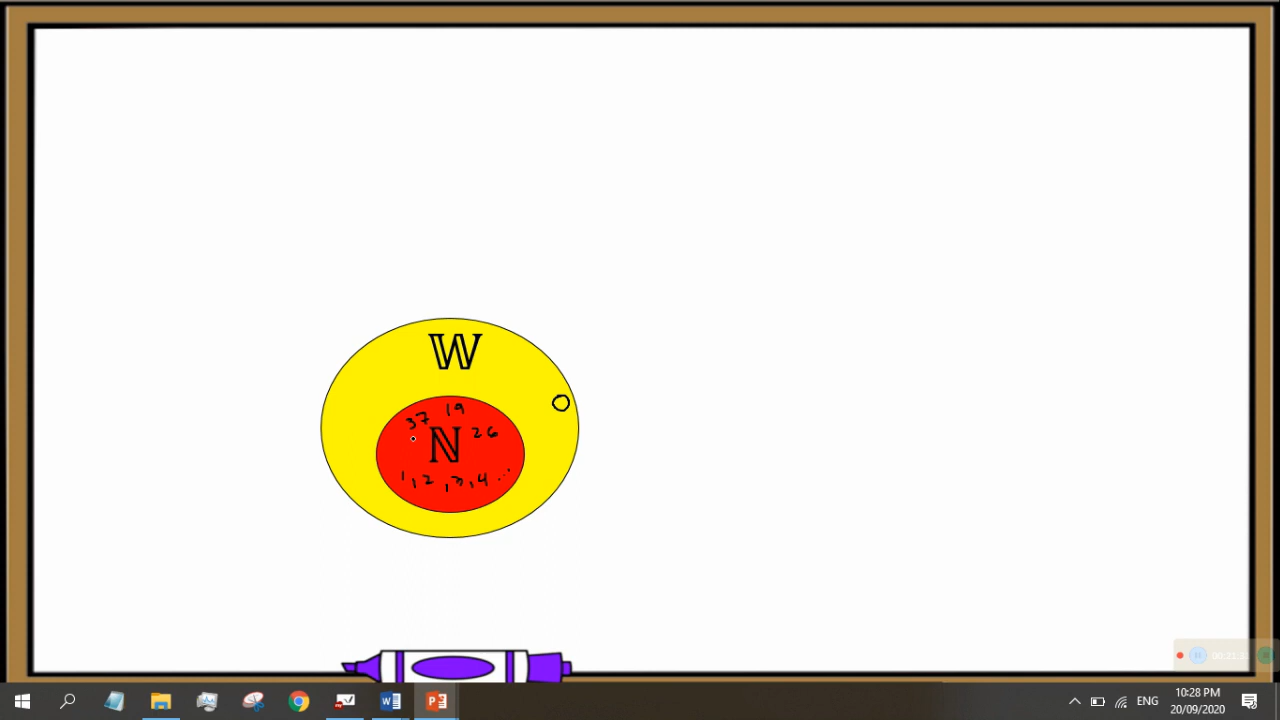 𝕎
0
37 19
ℕ 26
1, 2, 3, 4...
ENG
10:28 PM
20/09/2020